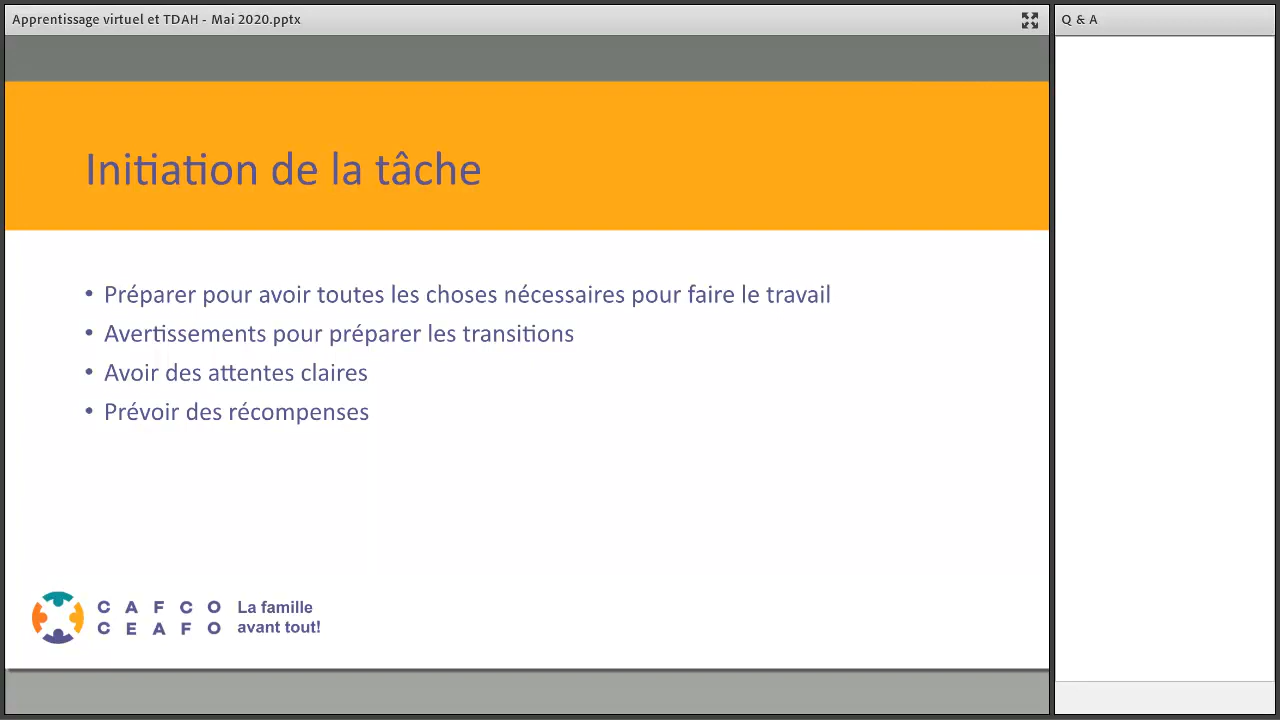 Apprentissage virtuel et TDAH - Mai 2020.pptx
Q & A
Initiation de la tâche
• Préparer pour avoir toutes les choses nécessaires pour faire le travail
• Avertissements pour préparer les transitions
• Avoir des attentes claires
• Prévoir des récompenses
CAFCO
CEAFO
La famille
avant tout!